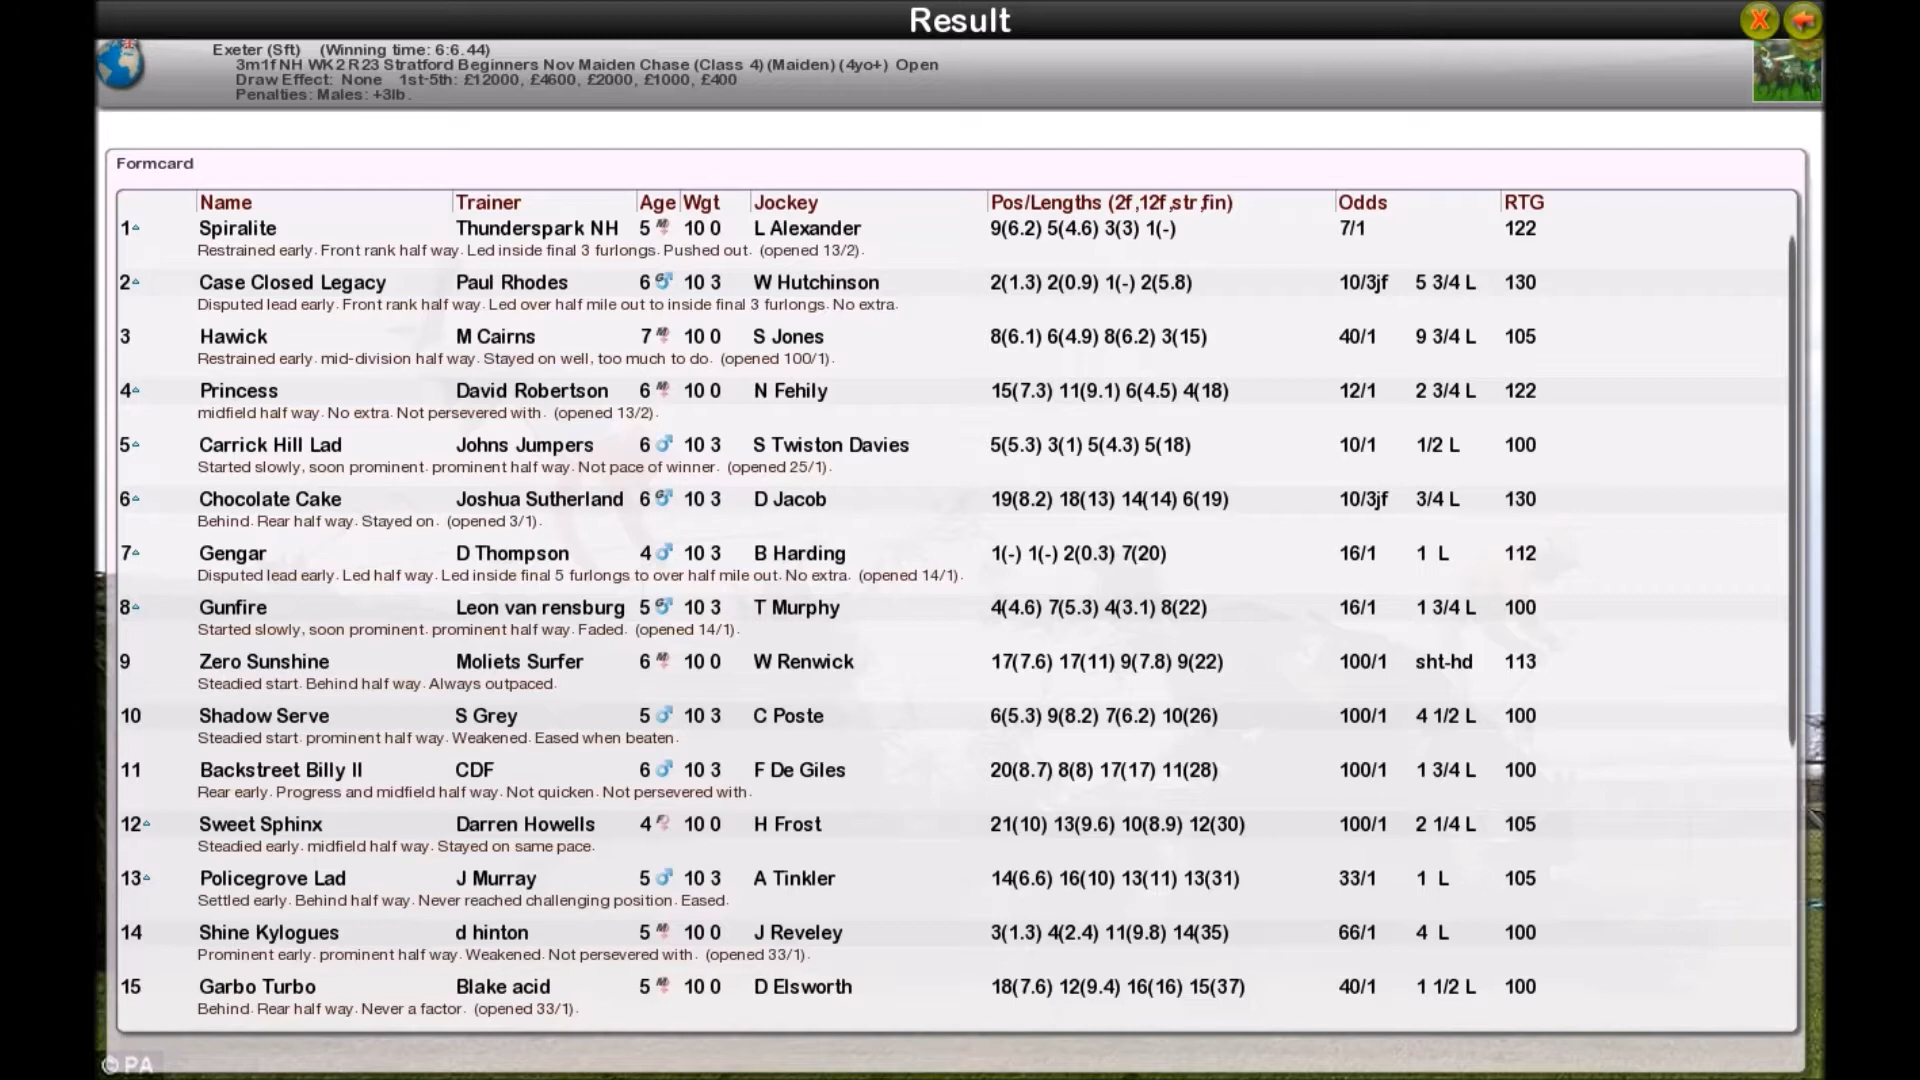 Result
Exeter (Sft) (Winning time: 6:6.44)
3m1f NH WK2 R23 Stratford Beginners Nov Maiden Chase (Class 4) (Maiden) (4yo+) Open
Draw Effect: None 1st-5th: £12000, £4600, £2000, £1000, £400
Penalties: Males: +3lb.
Formcard
Name Trainer Age Wgt Jockey Pos/Lengths (2f,12f,str,fin) Odds RTG
1 Spiralite Thunderspark NH 5 M 10 0 L Alexander 9(6.2) 5(4.6) 3(3) 1(-) 7/1 122
Restrained early. Front rank half way. Led inside final 3 furlongs. Pushed out. (opened 13/2).
2 Case Closed Legacy Paul Rhodes 6 G 10 3 W Hutchinson 2(1.3) 2(0.9) 1(-) 2(5.8) 10/3jf 5 3/4 L 130
Disputed lead early. Front rank half way. Led over half mile out to inside final 3 furlongs. No extra.
3 Hawick M Cairns 7 M 10 0 S Jones 8(6.1) 6(4.9) 8(6.2) 3(15) 40/1 9 3/4 L 105
Restrained early. mid-division half way. Stayed on well, too much to do. (opened 100/1).
4 Princess David Robertson 6 M 10 0 N Fehily 15(7.3) 11(9.1) 6(4.5) 4(18) 12/1 2 3/4 L 122
midfield half way. No extra. Not persevered with. (opened 13/2).
5 Carrick Hill Lad Johns Jumpers 6 10 3 S Twiston Davies 5(5.3) 3(1) 5(4.3) 5(18) 10/1 1/2 L 100
Started slowly, soon prominent. prominent half way. Not pace of winner. (opened 25/1).
6 Chocolate Cake Joshua Sutherland 6 G 10 3 D Jacob 19(8.2) 18(13) 14(14) 6(19) 10/3jf 3/4 L 130
Behind. Rear half way. Stayed on. (opened 3/1).
7 Gengar D Thompson 4 10 3 B Harding 1(-) 1(-) 2(0.3) 7(20) 16/1 1 L 112
Disputed lead early. Led half way. Led inside final 5 furlongs to over half mile out. No extra. (opened 14/1).
8 Gunfire Leon van rensburg 5 G 10 3 T Murphy 4(4.6) 7(5.3) 4(3.1) 8(22) 16/1 1 3/4 L 100
Started slowly, soon prominent. prominent half way. Faded. (opened 14/1).
9 Zero Sunshine Moliets Surfer 6 M 10 0 W Renwick 17(7.6) 17(11) 9(7.8) 9(22) 100/1 sht-hd 113
Steadied start. Behind half way. Always outpaced.
10 Shadow Serve S Grey 5 10 3 C Poste 6(5.3) 9(8.2) 7(6.2) 10(26) 100/1 4 1/2 L 100
Steadied start. prominent half way. Weakened. Eased when beaten.
11 Backstreet Billy II CDF 6 10 3 F De Giles 20(8.7) 8(8) 17(17) 11(28) 100/1 1 3/4 L 100
Rear early. Progress and midfield half way. Not quicken. Not persevered with.
12 Sweet Sphinx Darren Howells 4 F 10 0 H Frost 21(10) 13(9.6) 10(8.9) 12(30) 100/1 2 1/4 L 105
Steadied early. midfield half way. Stayed on same pace.
13 Policegrove Lad J Murray 5 10 3 A Tinkler 14(6.6) 16(10) 13(11) 13(31) 33/1 1 L 105
Settled early. Behind half way. Never reached challenging position. Eased.
14 Shine Kylogues d hinton 5 M 10 0 J Reveley 3(1.3) 4(2.4) 11(9.8) 14(35) 66/1 4 L 100
Prominent early. prominent half way. Weakened. Not persevered with. (opened 33/1).
15 Garbo Turbo Blake acid 5 M 10 0 D Elsworth 18(7.6) 12(9.4) 16(16) 15(37) 40/1 1 1/2 L 100
Behind. Rear half way. Never a factor. (opened 33/1).
© PA